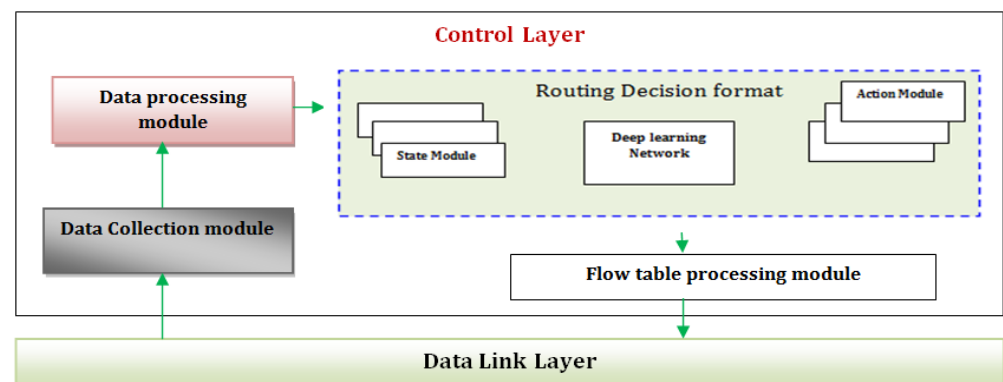 Control Layer
Data processing
module
Routing Decision format
Action Module
Deep learning
Network
State Module
Data Collection module
Flow table processing module
Data Link Layer